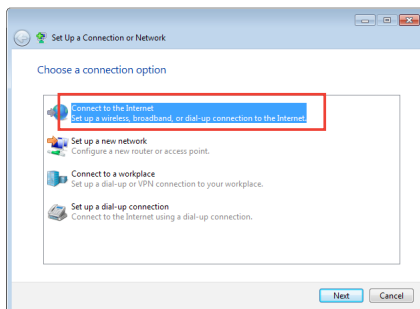 Set Up a Connection or Network
Choose a connection option
Connect to the Internet
Set up a wireless, broadband, or dial-up connection to the Internet.
Set up a new network
Configure a new router or access point.
Connect to a workplace
Set up a dial-up or VPN connection to your workplace.
Set up a dial-up connection
Connect to the Internet using a dial-up connection.
Next Cancel